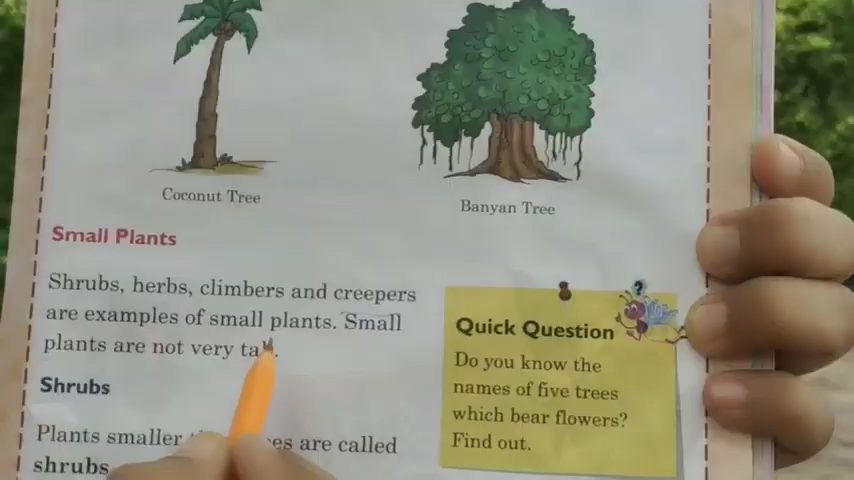 Coconut Tree
Banyan Tree
Small Plants
Shrubs, herbs, climbers and creepers
are examples of small plants. Small
plants are not very
Shrubs
Plants smaller are called
shrubs
?
Quick Question
Do you know the
names of five trees
which bear flowers?
Find out.